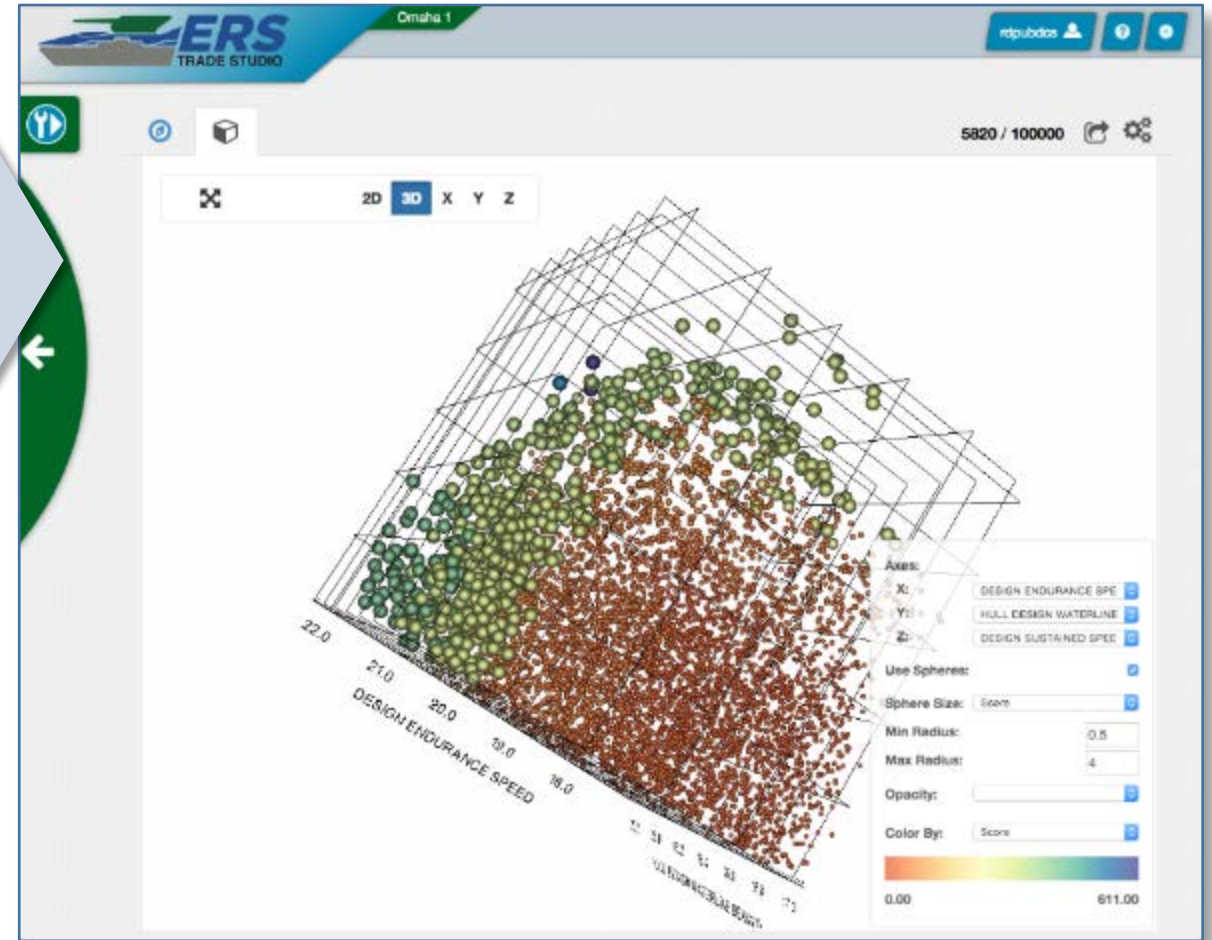 Omaha 1
ERS
TRADE STUDIO
rdpubdos
5820 / 100000
2D 3D X Y Z
22.0
21.0
20.0
19.0
18.0
DESIGN ENDURANCE SPEED
Axes:
X: DESIGN ENDURANCE SPE
Y: HULL DESIGN WATERLINE
Z: DESIGN SUSTAINED SPEE
Use Spheres:
Sphere Size: Score
Min Radius: 0.5
Max Radius: 4
Opacity:
Color By: Score
0.00 611.00